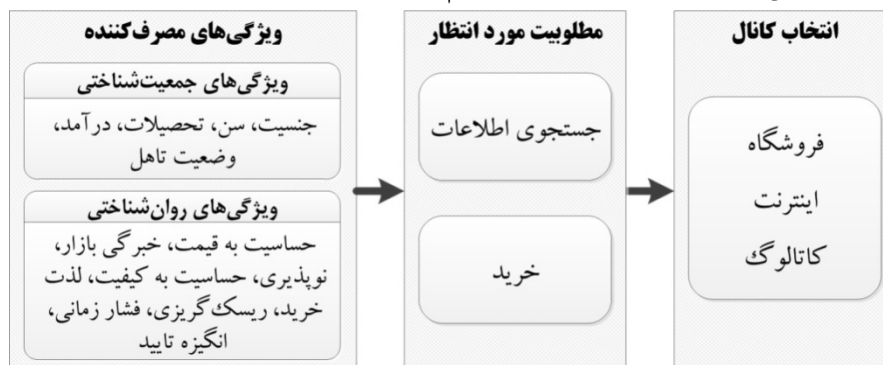 ویژگی‌های مصرف‌کننده
ویژگی‌های جمعیت‌شناختی
جنسیت، سن، تحصیلات، درآمد،
وضعیت تاهل
ویژگی‌های روان‌شناختی
حساسیت به قیمت، خبرگی بازار،
نوپذیری، حساسیت به کیفیت، لذت
خرید، ریسک‌گریزی، فشار زمانی،
انگیزه تایید
مطلوبیت مورد انتظار
جستجوی اطلاعات
خرید
انتخاب کانال
فروشگاه
اینترنت
کاتالوگ